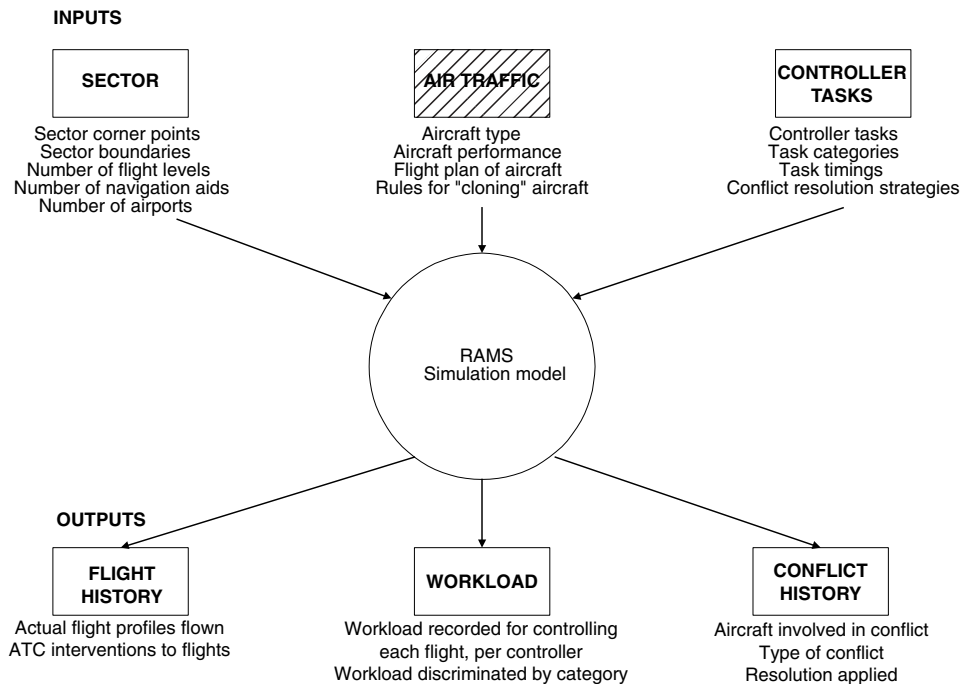 INPUTS
SECTOR
Sector corner points
Sector boundaries
Number of flight levels
Number of navigation aids
Number of airports
AIR TRAFFIC
Aircraft type
Aircraft performance
Flight plan of aircraft
Rules for "cloning" aircraft
CONTROLLER
TASKS
Controller tasks
Task categories
Task timings
Conflict resolution strategies
RAMS
Simulation model
OUTPUTS
FLIGHT
HISTORY
Actual flight profiles flown
ATC interventions to flights
WORKLOAD
Workload recorded for controlling
each flight, per controller
Workload discriminated by category
CONFLICT
HISTORY
Aircraft involved in conflict
Type of conflict
Resolution applied